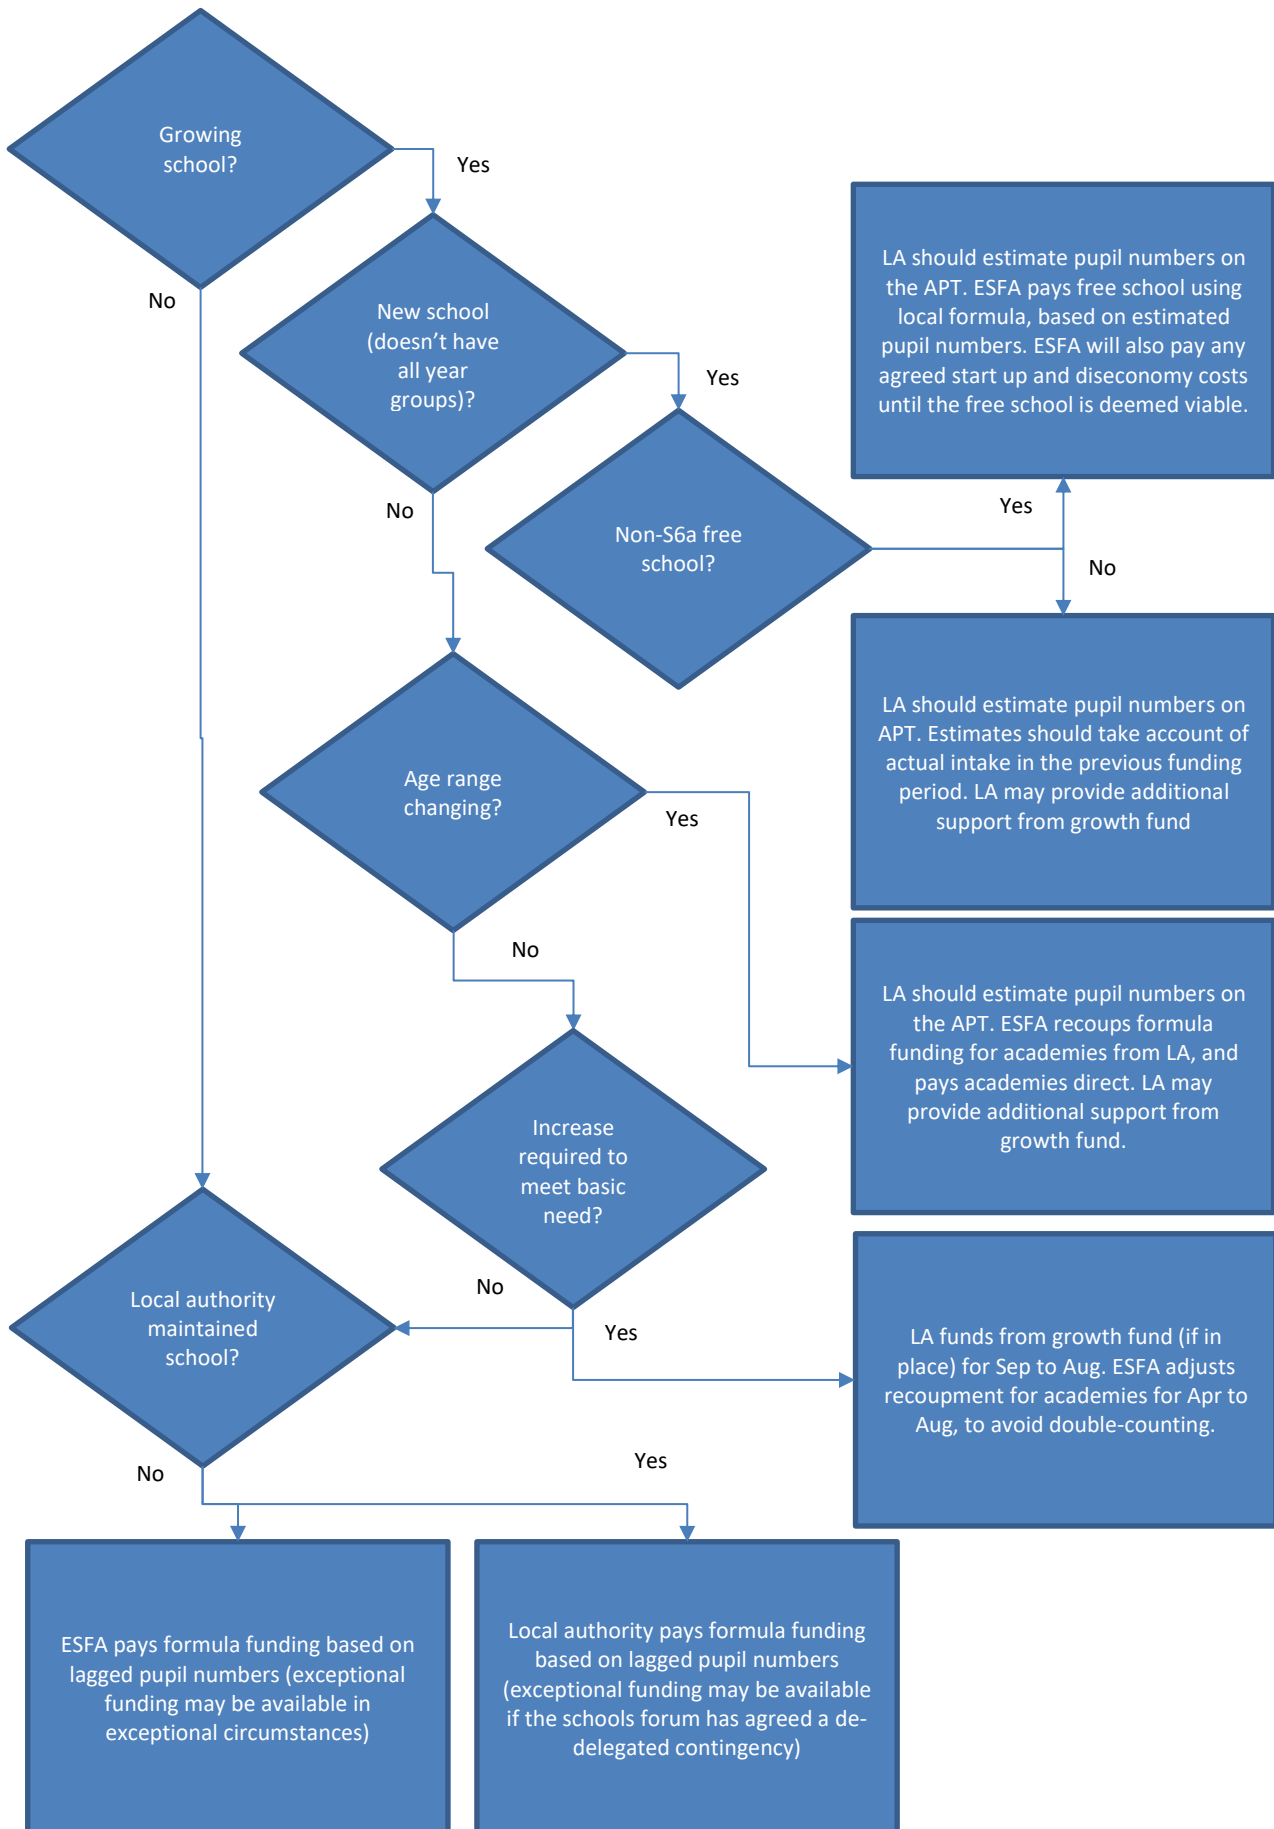 Growing
school?
Yes
No
New school
(doesn't have
all year
groups)?
Yes
No
LA should estimate pupil numbers on
the APT. ESFA pays free school using
local formula, based on estimated
pupil numbers. ESFA will also pay any
agreed start up and diseconomy costs
until the free school is deemed viable.
Non-S6a free
school?
Yes
No
LA should estimate pupil numbers on
APT. Estimates should take account of
actual intake in the previous funding
period. LA may provide additional
support from growth fund
Age range
changing?
Yes
No
LA should estimate pupil numbers on
the APT. ESFA recoups formula
funding for academies from LA, and
pays academies direct. LA may
provide additional support from
growth fund.
Increase
required to
meet basic
need?
No
Yes
LA funds from growth fund (if in
place) for Sep to Aug. ESFA adjusts
recoupment for academies for Apr to
Aug, to avoid double-counting.
Local authority
maintained
school?
No
Yes
ESFA pays formula funding based on
lagged pupil numbers (exceptional
funding may be available in
exceptional circumstances)
Local authority pays formula funding
based on lagged pupil numbers
(exceptional funding may be available
if the schools forum has agreed a de-
delegated contingency)